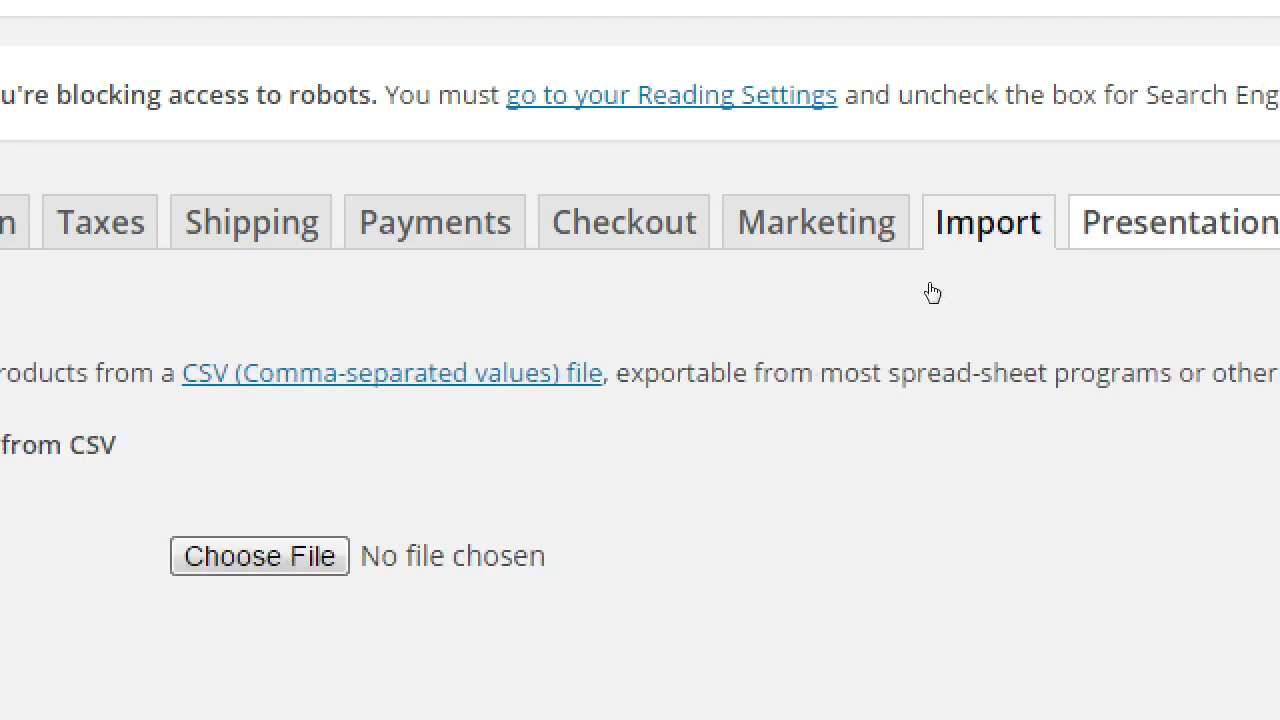 u're blocking access to robots. You must go to your Reading Settings and uncheck the box for Search Eng
n Taxes Shipping Payments Checkout Marketing Import Presentation
roducts from a CSV (Comma-separated values) file, exportable from most spread-sheet programs or other
from CSV
Choose File No file chosen